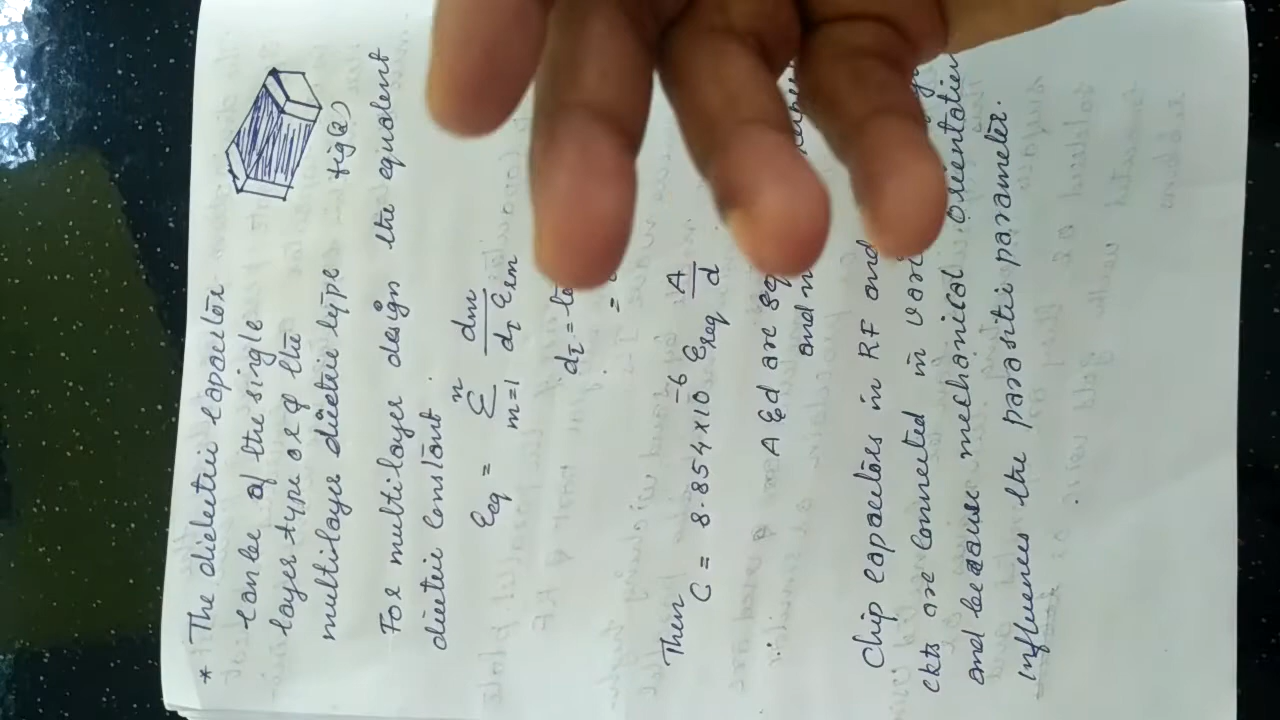 * The dielectric capacitor
can be of the single
layer type or of the
multilayer dielectric type
fig (2)
For multilayer design the equivalent
dielectric constant.
εeq = Σ(m=1 to n) dm / (dT εrm)
dT =
=
Then
C = 8.854 × 10^-6 εreq A/d
∴ A & d are
and
Chip capacitors in RF and
ckts are connected in
and because mechanical orientation
influences the parasitic parameter.